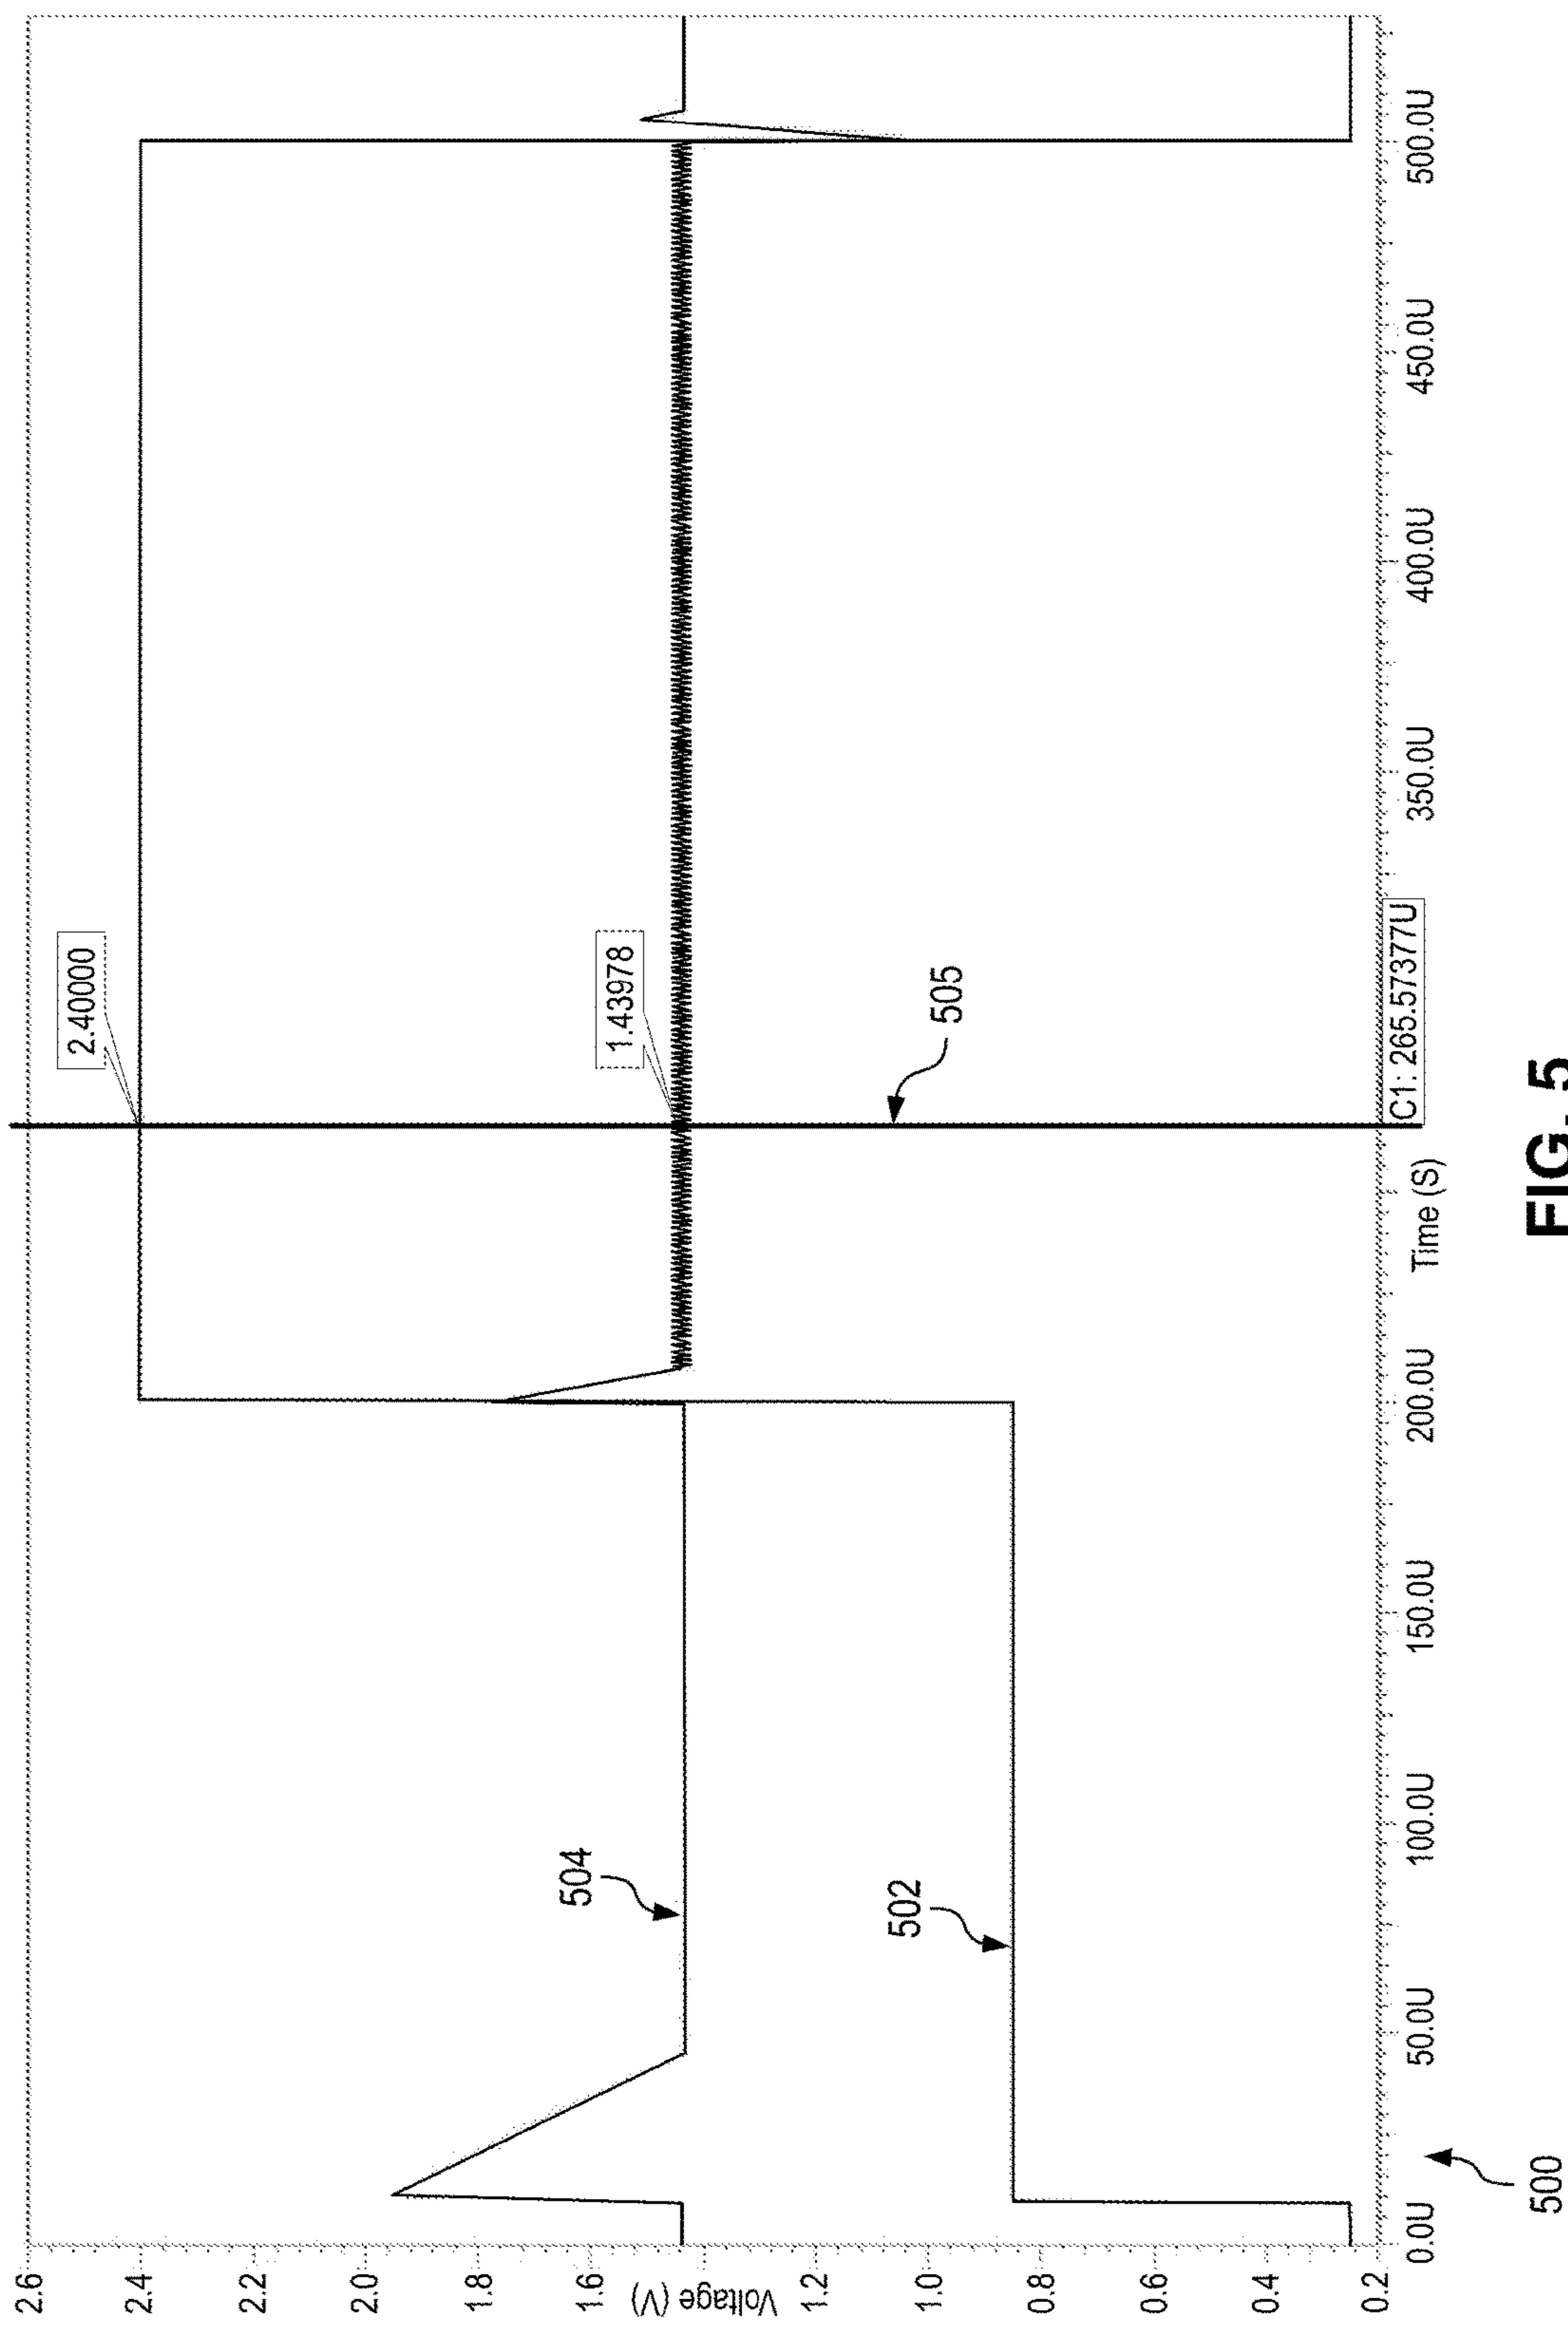 2.6
2.4
2.2
2.0
1.8
1.6
1.4
1.2
1.0
0.8
0.6
0.4
0.2
Voltage (V)
2.40000
1.43978
504
502
505
C1: 265.57377U
0.0U
50.0U
100.0U
150.0U
200.0U
350.0U
400.0U
450.0U
500.0U
Time (S)
500
FIG. 5